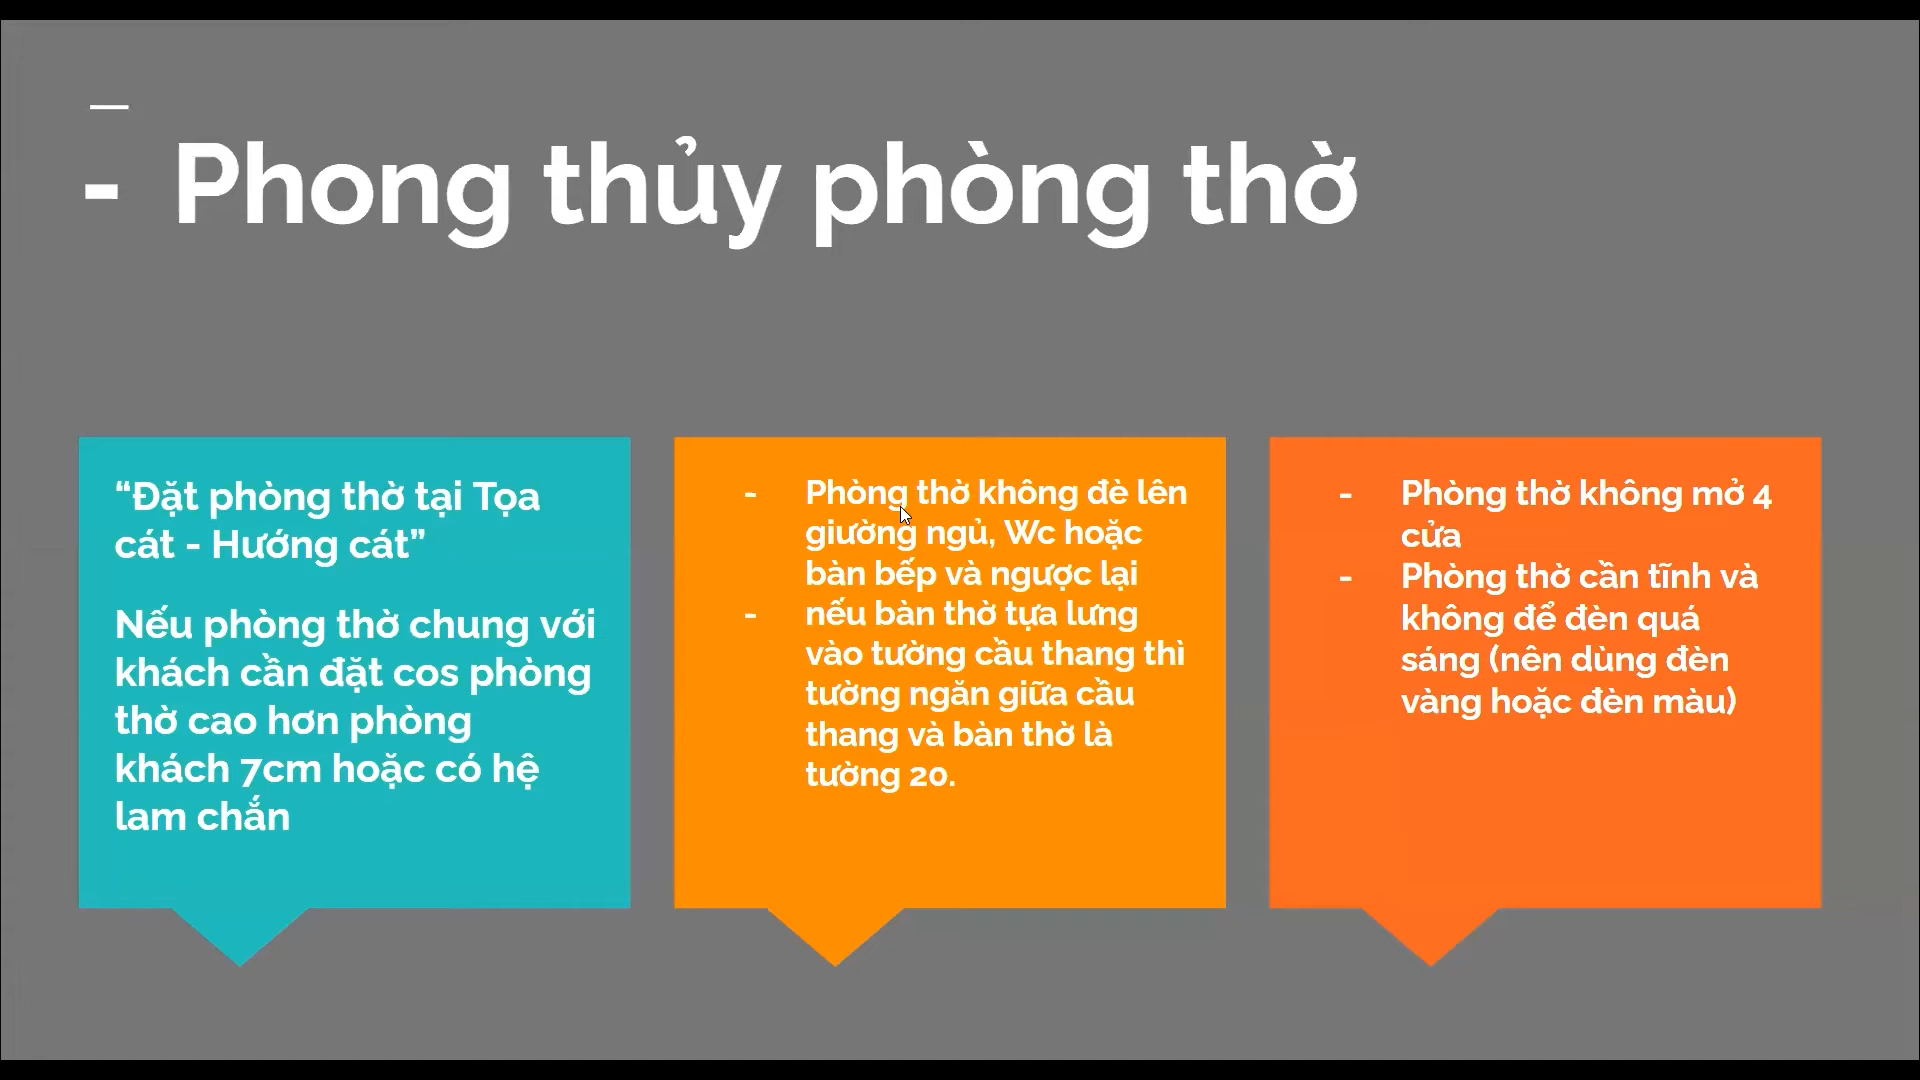 - Phong thủy phòng thờ
“Đặt phòng thờ tại Tọa
cát - Hướng cát”
Nếu phòng thờ chung với
khách cần đặt cos phòng
thờ cao hơn phòng
khách 7cm hoặc có hệ
lam chắn
- Phòng thờ không đè lên
giường ngủ, Wc hoặc
bàn bếp và ngược lại
- nếu bàn thờ tựa lưng
vào tường cầu thang thì
tường ngăn giữa cầu
thang và bàn thờ là
tường 20.
- Phòng thờ không mở 4
cửa
- Phòng thờ cần tĩnh và
không để đèn quá
sáng (nên dùng đèn
vàng hoặc đèn màu)